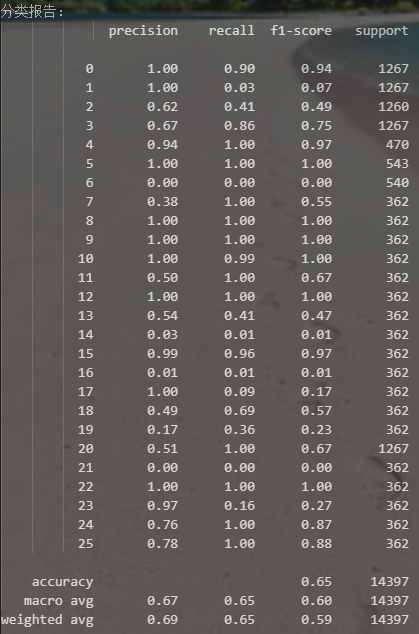 分类报告:
precision recall f1-score support
0 1.00 0.90 0.94 1267
1 1.00 0.03 0.07 1267
2 0.62 0.41 0.49 1260
3 0.67 0.86 0.75 1267
4 0.94 1.00 0.97 470
5 1.00 1.00 1.00 543
6 0.00 0.00 0.00 540
7 0.38 1.00 0.55 362
8 1.00 1.00 1.00 362
9 1.00 1.00 1.00 362
10 1.00 0.99 1.00 362
11 0.50 1.00 0.67 362
12 1.00 1.00 1.00 362
13 0.54 0.41 0.47 362
14 0.03 0.01 0.01 362
15 0.99 0.96 0.97 362
16 0.01 0.01 0.01 362
17 1.00 0.09 0.17 362
18 0.49 0.69 0.57 362
19 0.17 0.36 0.23 362
20 0.51 1.00 0.67 1267
21 0.00 0.00 0.00 362
22 1.00 1.00 1.00 362
23 0.97 0.16 0.27 362
24 0.76 1.00 0.87 362
25 0.78 1.00 0.88 362
accuracy 0.65 14397
macro avg 0.67 0.65 0.60 14397
weighted avg 0.69 0.65 0.59 14397